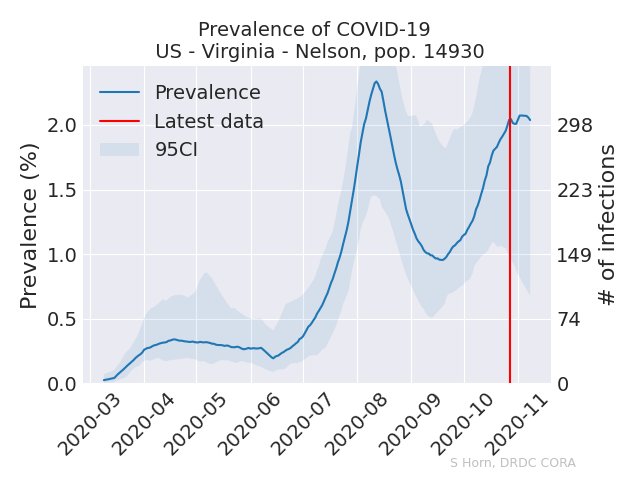 Prevalence of COVID-19
US - Virginia - Nelson, pop. 14930
Prevalence
Latest data
95CI
Prevalence (%)
2.0
1.5
1.0
0.5
0.0
298
223
149
74
0
# of infections
2020-03
2020-04
2020-05
2020-06
2020-07
2020-08
2020-09
2020-10
2020-11
S Horn, DRDC CORA